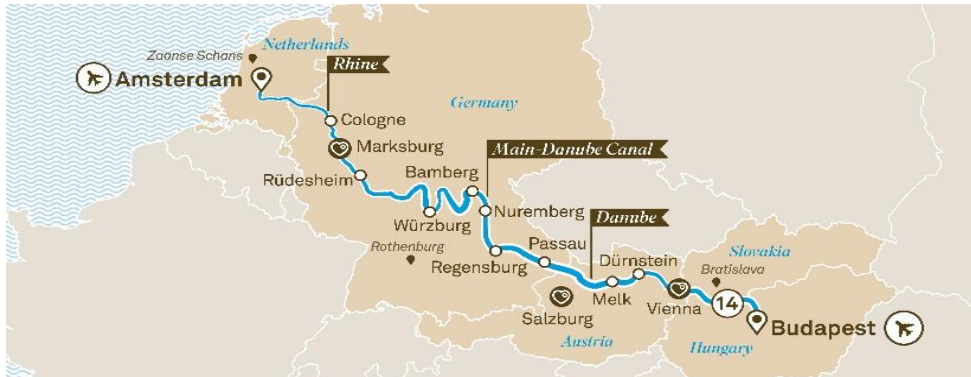 Netherlands
Zaanse Schans
Amsterdam
Rhine
Germany
Cologne
Marksburg
Main-Danube Canal
Bamberg
Rüdesheim
Nuremberg
Danube
Würzburg
Rothenburg
Regensburg
Passau
Slovakia
Dürnstein
Bratislava
Melk
Vienna
14
Salzburg
Budapest
Austria
Hungary